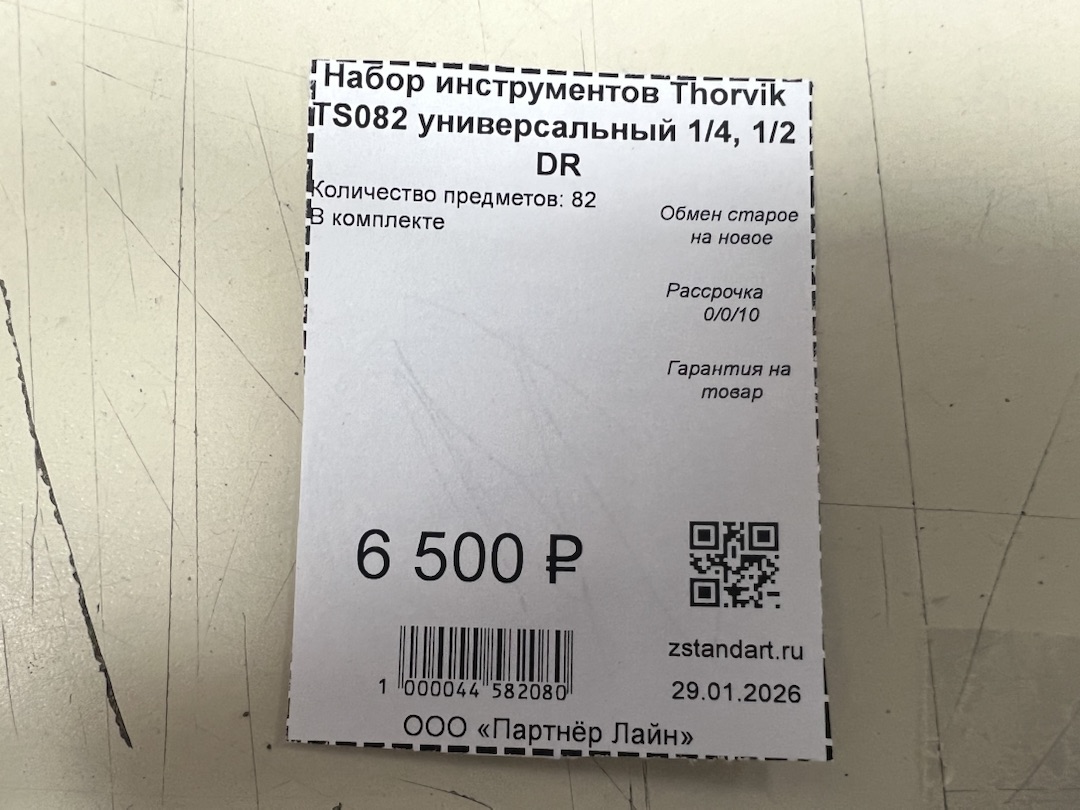 Набор инструментов Thorvik
TS082 универсальный 1/4, 1/2
DR
Количество предметов: 82
В комплекте
Обмен старое
на новое
Рассрочка
0/0/10
Гарантия на
товар
6 500 ₽
1 000044 582080
zstandart.ru
29.01.2026
ООО «Партнёр Лайн»